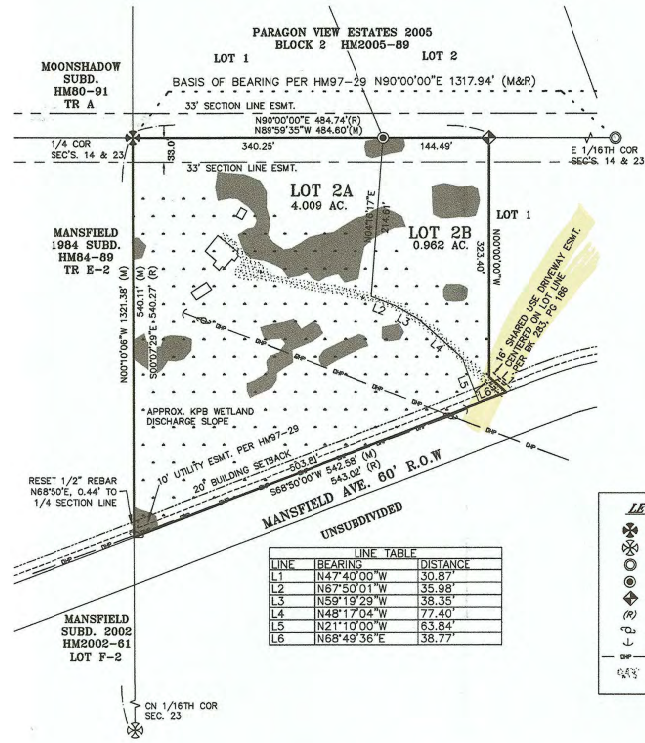 PARAGON VIEW ESTATES 2005
BLOCK 2 HM2005-89
LOT 1 LOT 2
MOONSHADOW
SUBD.
HM80-91
TR A
BASIS OF BEARING PER HM97-29 N90°00'00"E 1317.94' (M&R)
33' SECTION LINE ESMT.
N90°00'00"E 484.74'(R)
N89°59'35"W 484.60'(M)
1/4 COR
SEC'S. 14 & 23
33.0'
340.25'
144.49'
E 1/16TH COR
SEC'S. 14 & 23
33' SECTION LINE ESMT.
LOT 2A
4.009 AC.
N04°16'17"E
214.61'
LOT 2B
0.962 AC.
N00°00'00"W
323.40'
LOT 1
MANSFIELD
1984 SUBD.
HM84-89
TR E-2
N00°10'06"W 1321.38' (M)
540.11' (M)
S00°07'29"E 540.27' (R)
16' SHARED USE DRIVEWAY ESMT.
CENTERED ON LOT LINE
PER BK 283, PG 186
L2
L3
L4
L5
L6
OHP
APPROX. KPB WETLAND
DISCHARGE SLOPE
10' UTILITY ESMT. PER HM97-29
20' BUILDING SETBACK
S68°50'00"W 542.58' (M)
543.02' (R)
RESET 1/2" REBAR
N68°50'E, 0.44' TO
1/4 SECTION LINE
MANSFIELD AVE. 60' R.O.W
UNSUBDIVIDED
LINE TABLE
LINE BEARING DISTANCE
L1 N47°40'00"W 30.87'
L2 N67°50'01"W 35.98'
L3 N59°19'29"W 38.35'
L4 N48°17'04"W 77.40'
L5 N21°10'00"W 63.84'
L6 N68°49'36"E 38.77'
LE
(R)
OHP
MANSFIELD
SUBD. 2002
HM2002-61
LOT F-2
CN 1/16TH COR
SEC. 23